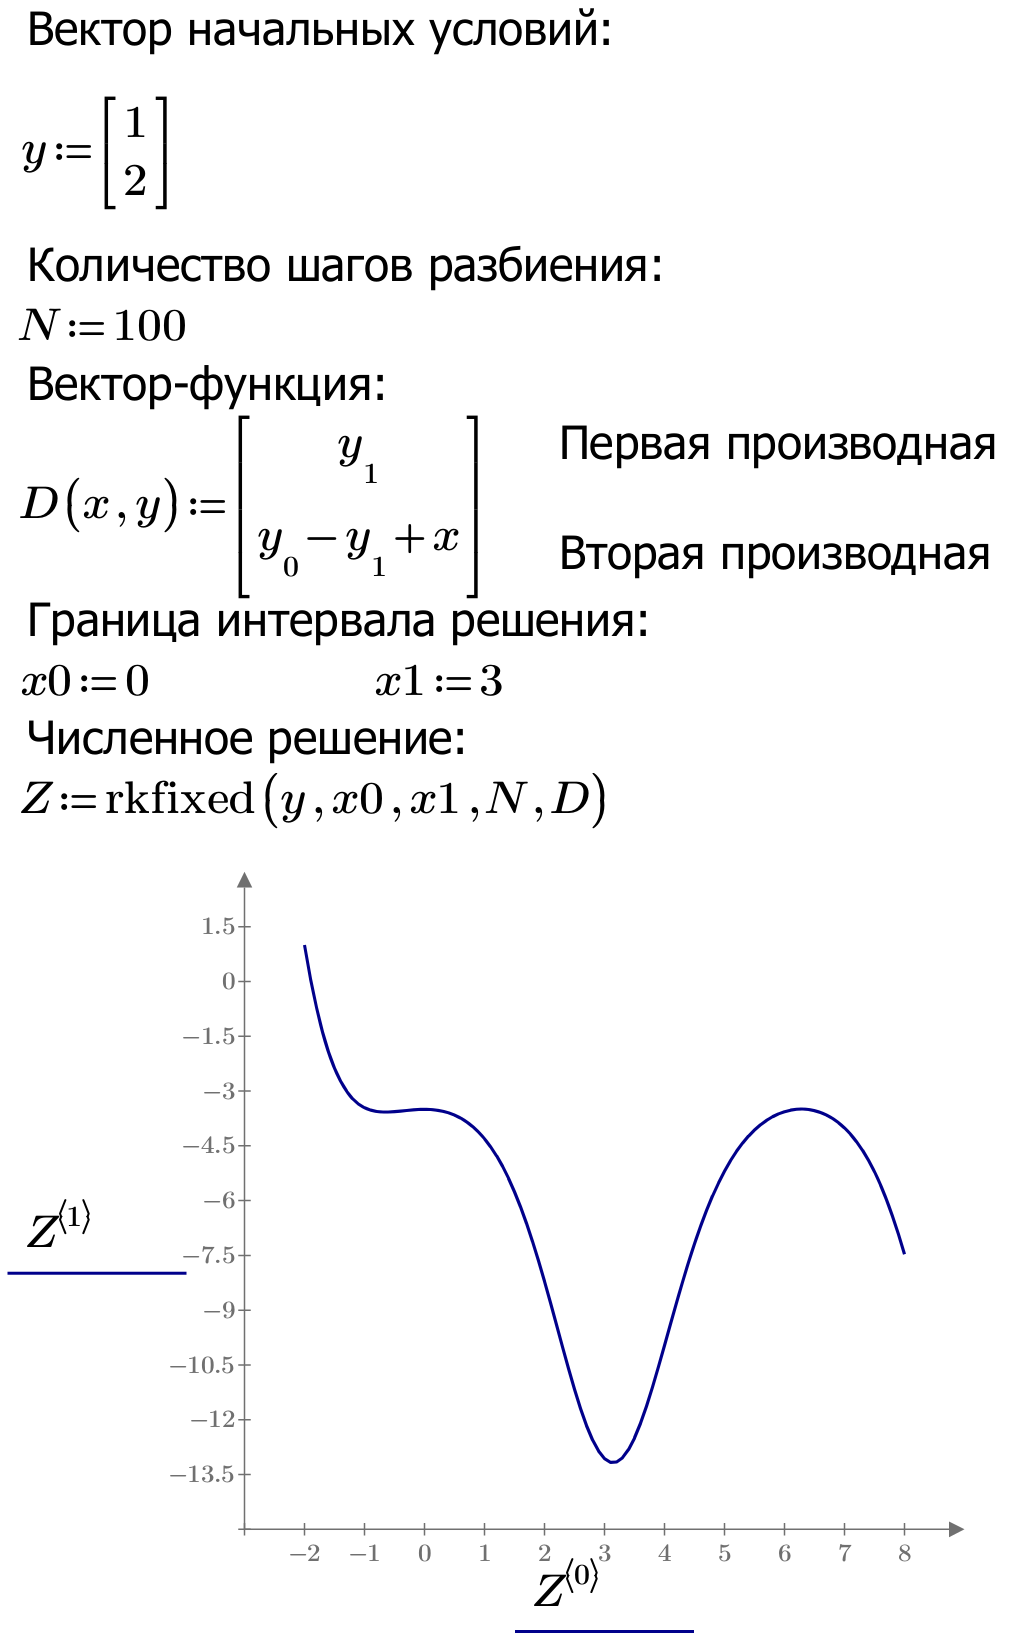 Вектор начальных условий:
y := [1
2]
Количество шагов разбиения:
N := 100
Вектор-функция:
D(x, y) := [y₁
y₀ − y₁ + x]
Первая производная
Вторая производная
Граница интервала решения:
x0 := 0 x1 := 3
Численное решение:
Z := rkfixed(y, x0, x1, N, D)
1.5
0
−1.5
−3
−4.5
−6
Z⟨1⟩
−7.5
−9
−10.5
−12
−13.5
−2 −1 0 1 2 3 4 5 6 7 8
Z⟨0⟩